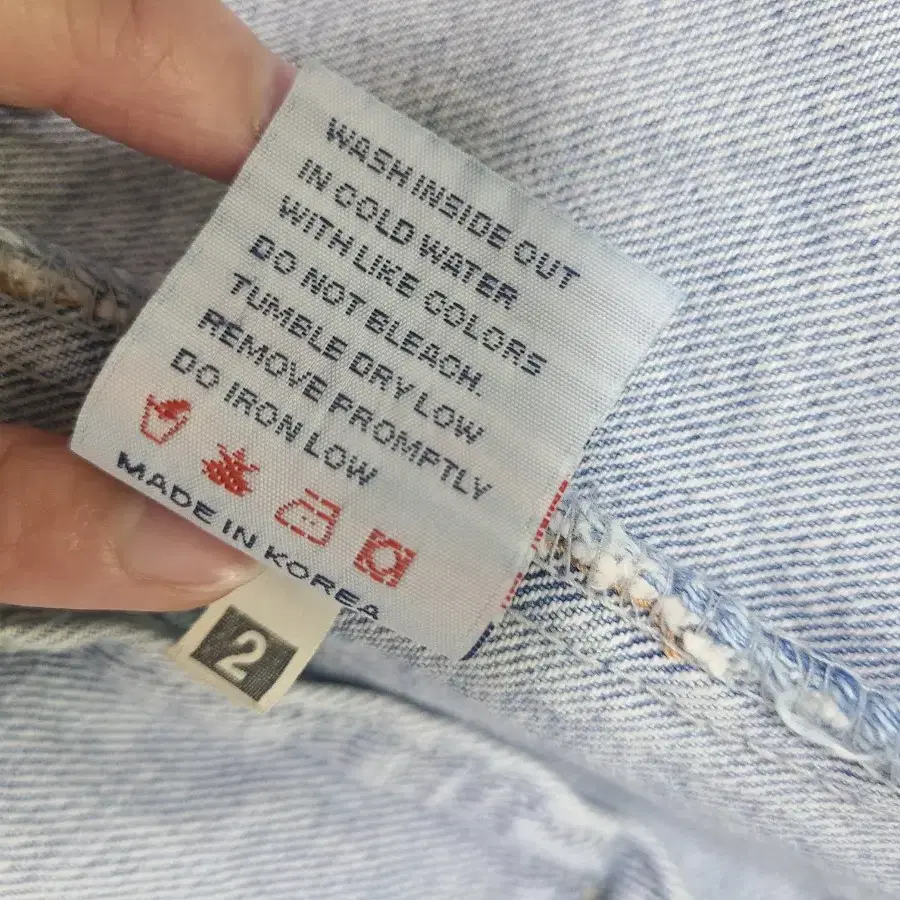 WASH INSIDE OUT
IN COLD WATER
WITH LIKE COLORS
DO NOT BLEACH.
TUMBLE DRY LOW
REMOVE FROMPTLY
DO IRON LOW
MADE IN KOREA
2